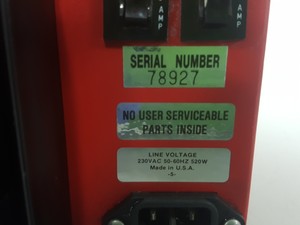 AMP
AMP
SERIAL NUMBER
78927
NO USER SERVICEABLE
PARTS INSIDE
LINE VOLTAGE
230VAC 50-60HZ 520W
Made in U.S.A.
-3-